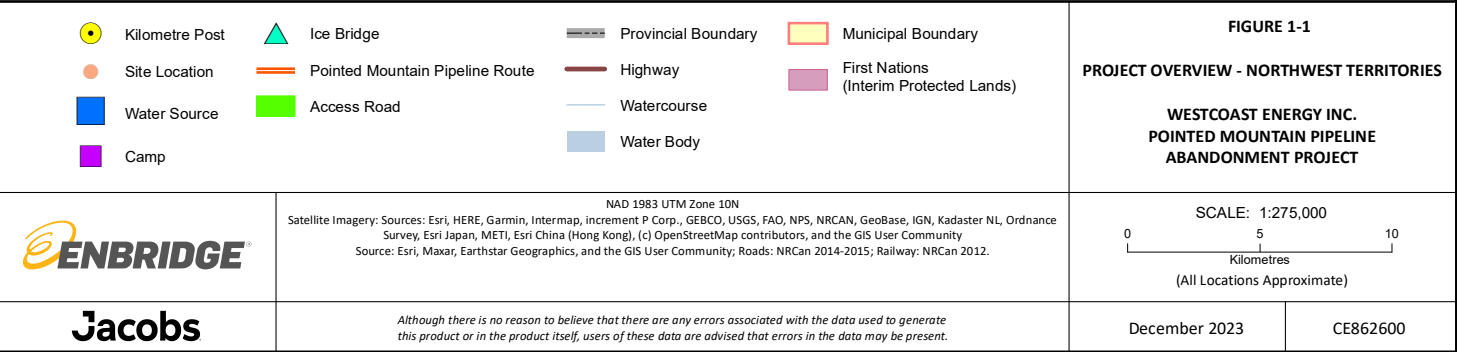 Kilometre Post
Site Location
Water Source
Camp
Ice Bridge
Pointed Mountain Pipeline Route
Access Road
Provincial Boundary
Highway
Watercourse
Water Body
Municipal Boundary
First Nations
(Interim Protected Lands)
FIGURE 1-1
PROJECT OVERVIEW - NORTHWEST TERRITORIES
WESTCOAST ENERGY INC.
POINTED MOUNTAIN PIPELINE
ABANDONMENT PROJECT
ENBRIDGE®
NAD 1983 UTM Zone 10N
Satellite Imagery: Sources: Esri, HERE, Garmin, Intermap, increment P Corp., GEBCO, USGS, FAO, NPS, NRCAN, GeoBase, IGN, Kadaster NL, Ordnance
Survey, Esri Japan, METI, Esri China (Hong Kong), (c) OpenStreetMap contributors, and the GIS User Community
Source: Esri, Maxar, Earthstar Geographics, and the GIS User Community; Roads: NRCan 2014-2015; Railway: NRCan 2012.
SCALE: 1:275,000
0 5 10
Kilometres
(All Locations Approximate)
Jacobs
Although there is no reason to believe that there are any errors associated with the data used to generate
this product or in the product itself, users of these data are advised that errors in the data may be present.
December 2023
CE862600